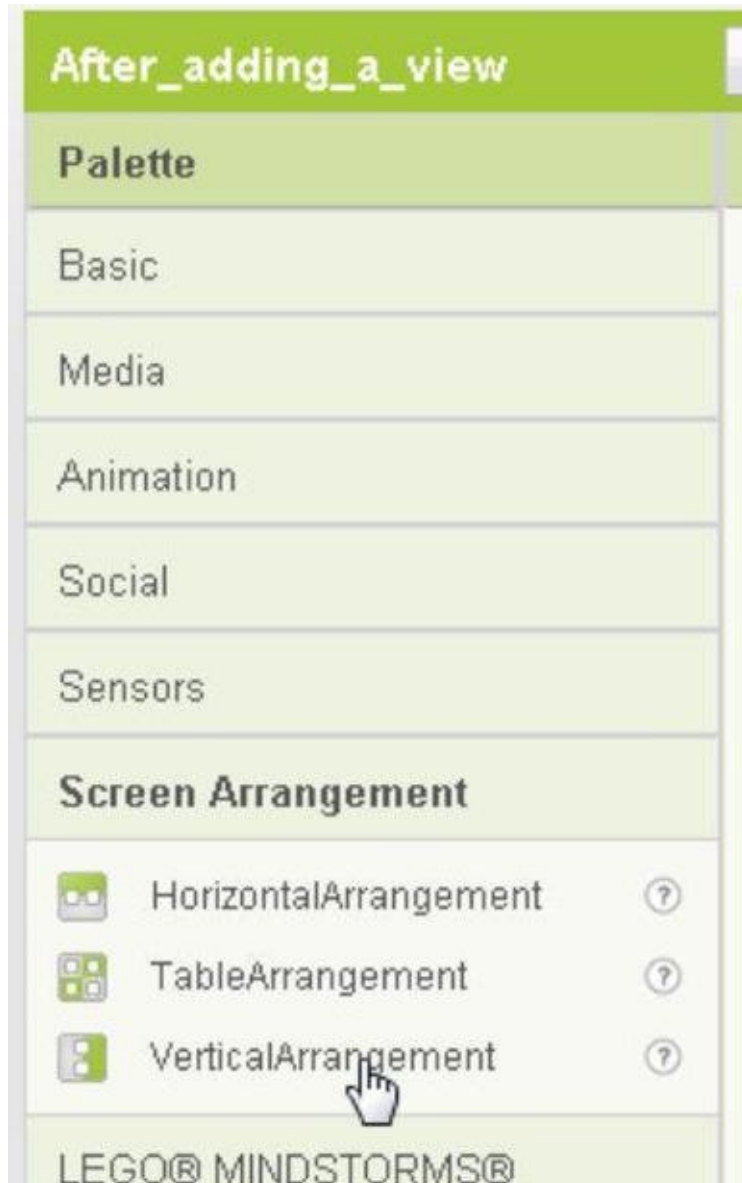 After_adding_a_view
Palette
Basic
Media
Animation
Social
Sensors
Screen Arrangement
HorizontalArrangement ?
TableArrangement ?
VerticalArrangement ?
LEGO® MINDSTORMS®